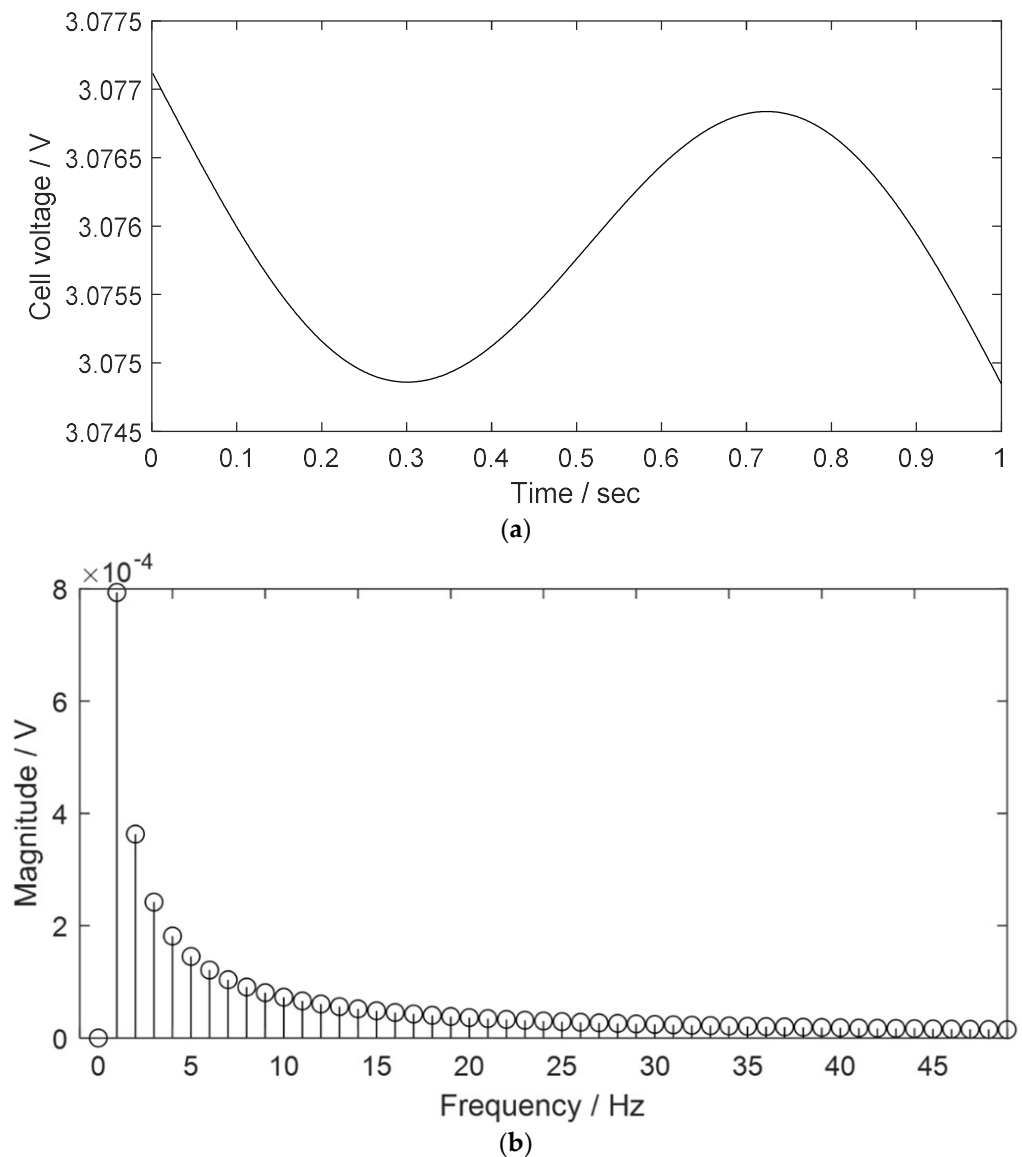 3.0775
3.077
3.0765
3.076
3.0755
3.075
3.0745
Cell voltage / V
0 0.1 0.2 0.3 0.4 0.5 0.6 0.7 0.8 0.9 1
Time / sec
(a)
×10⁻⁴
8
6
4
2
0
Magnitude / V
0 5 10 15 20 25 30 35 40 45
Frequency / Hz
(b)